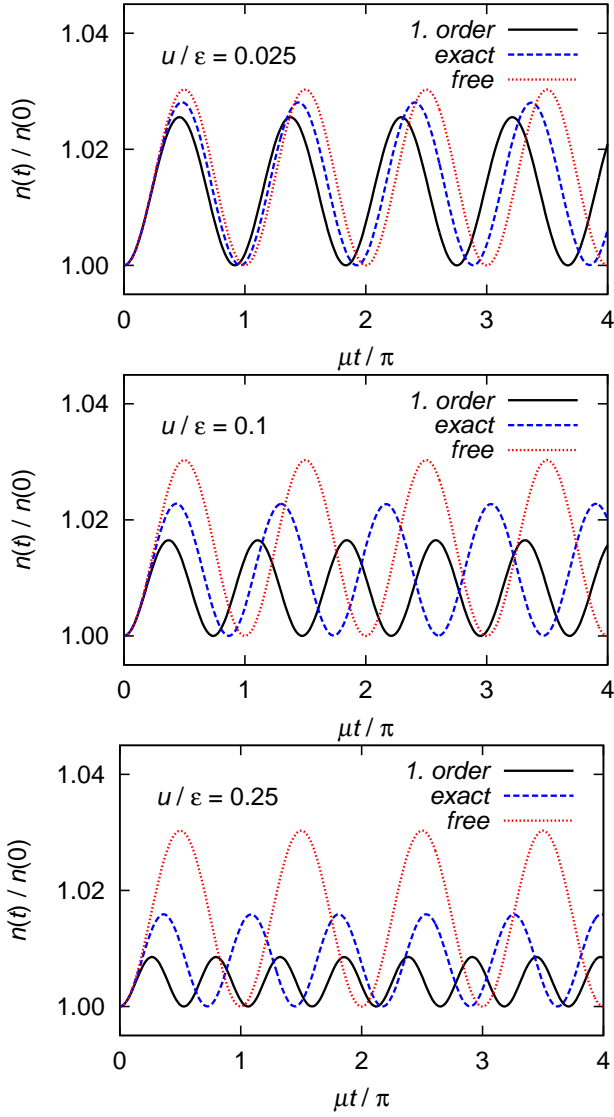 1.04
1. order
u / ε = 0.025
exact
free
n(t) / n(0)
1.02
1.00
0 1 2 3 4
μt / π
1.04
1. order
u / ε = 0.1
exact
free
n(t) / n(0)
1.02
1.00
0 1 2 3 4
μt / π
1.04
1. order
u / ε = 0.25
exact
free
n(t) / n(0)
1.02
1.00
0 1 2 3 4
μt / π